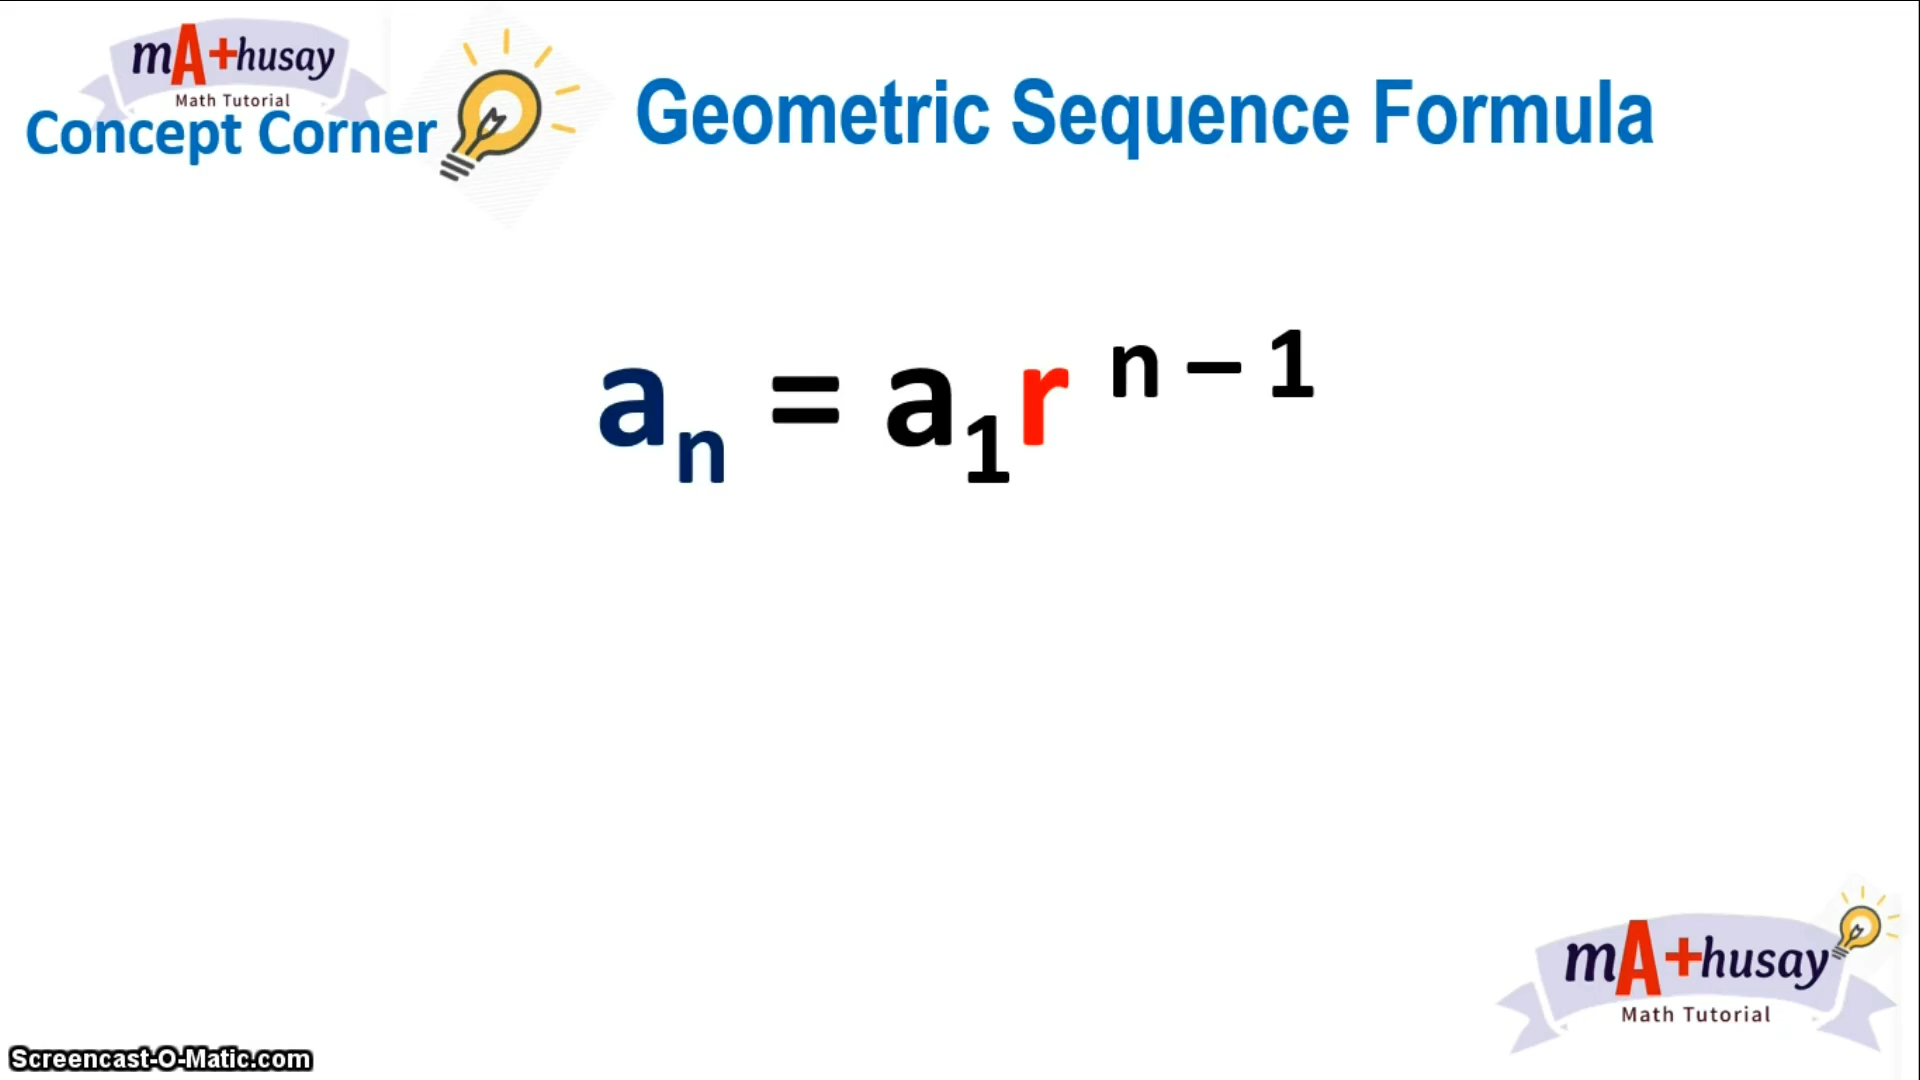 mA+husay
Math Tutorial
Concept Corner
Geometric Sequence Formula
aₙ = a₁r ⁿ ⁻ ¹
mA+husay
Math Tutorial
Screencast-O-Matic.com